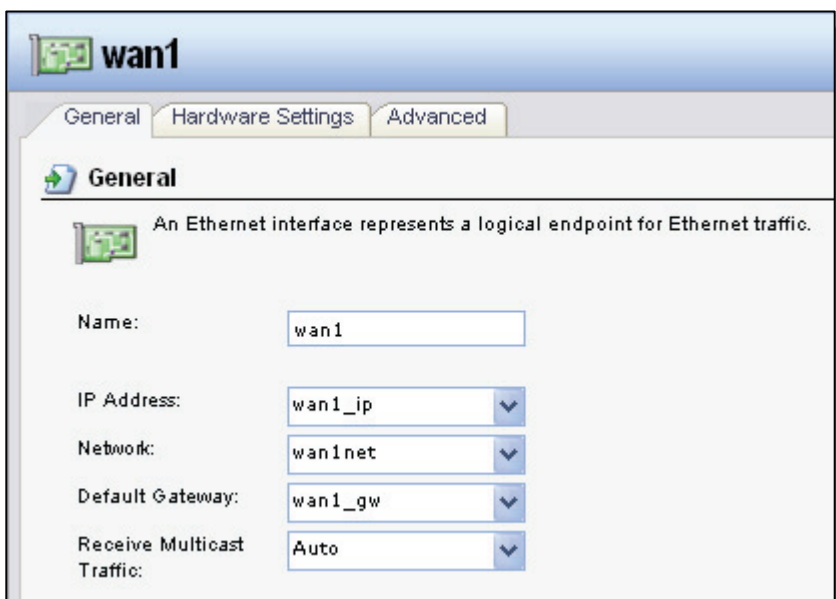 wan1
General Hardware Settings Advanced
General
An Ethernet interface represents a logical endpoint for Ethernet traffic.
Name: wan1
IP Address: wan1_ip
Network: wan1net
Default Gateway: wan1_gw
Receive Multicast Traffic: Auto